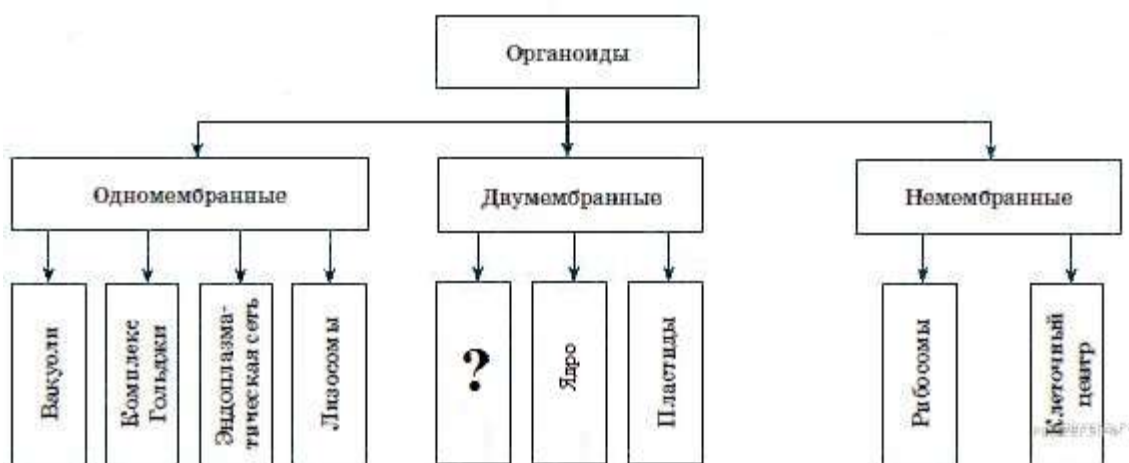 Органоиды
Одномембранные
Двумембранные
Немембранные
Вакуоли
Комплекс
Гольджи
Эндоплазма-
тическая сеть
Лизосомы
?
Ядро
Пластиды
Рибосомы
Клеточный
центр